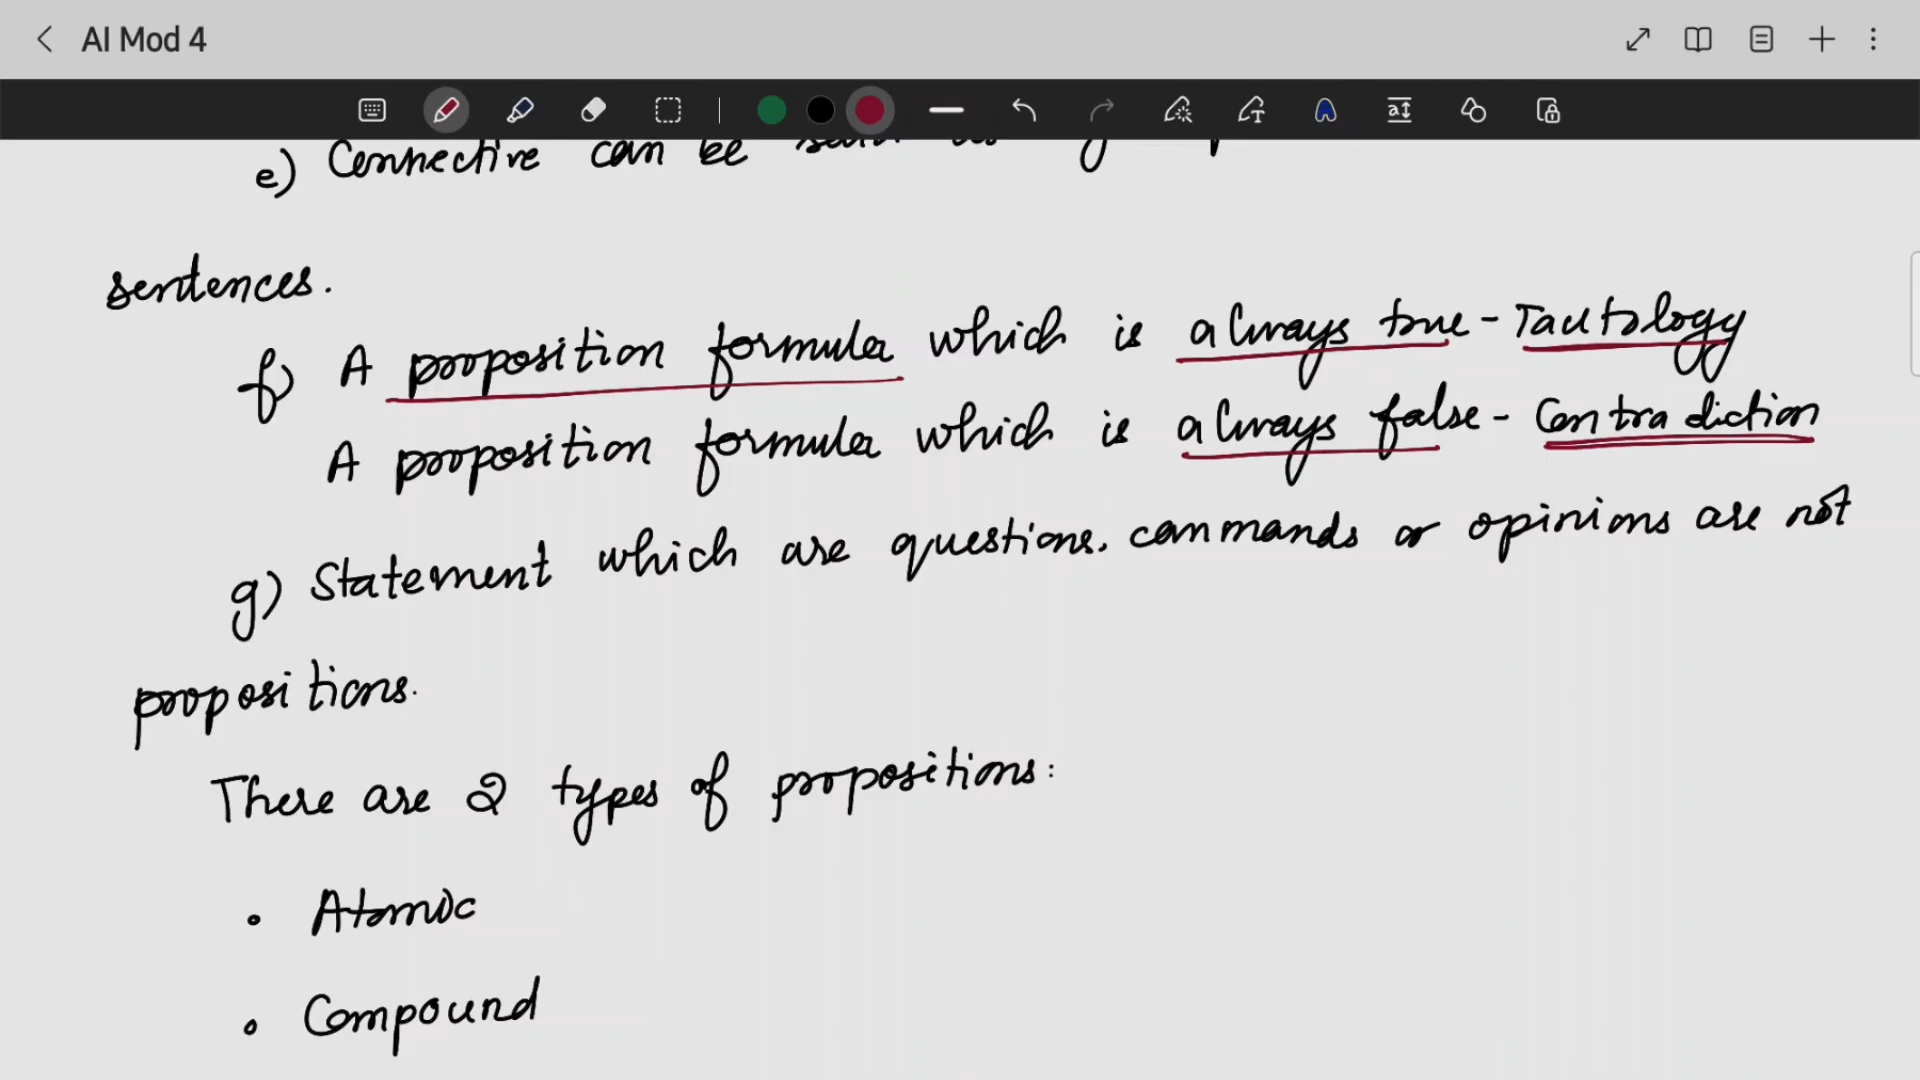 AI Mod 4
e) Connective can be
sentences.
f) A proposition formula which is always true - Tautology
A proposition formula which is always false - Contradiction
g) Statement which are questions, commands or opinions are not
propositions.
There are 2 types of propositions:
• Atomic
• Compound